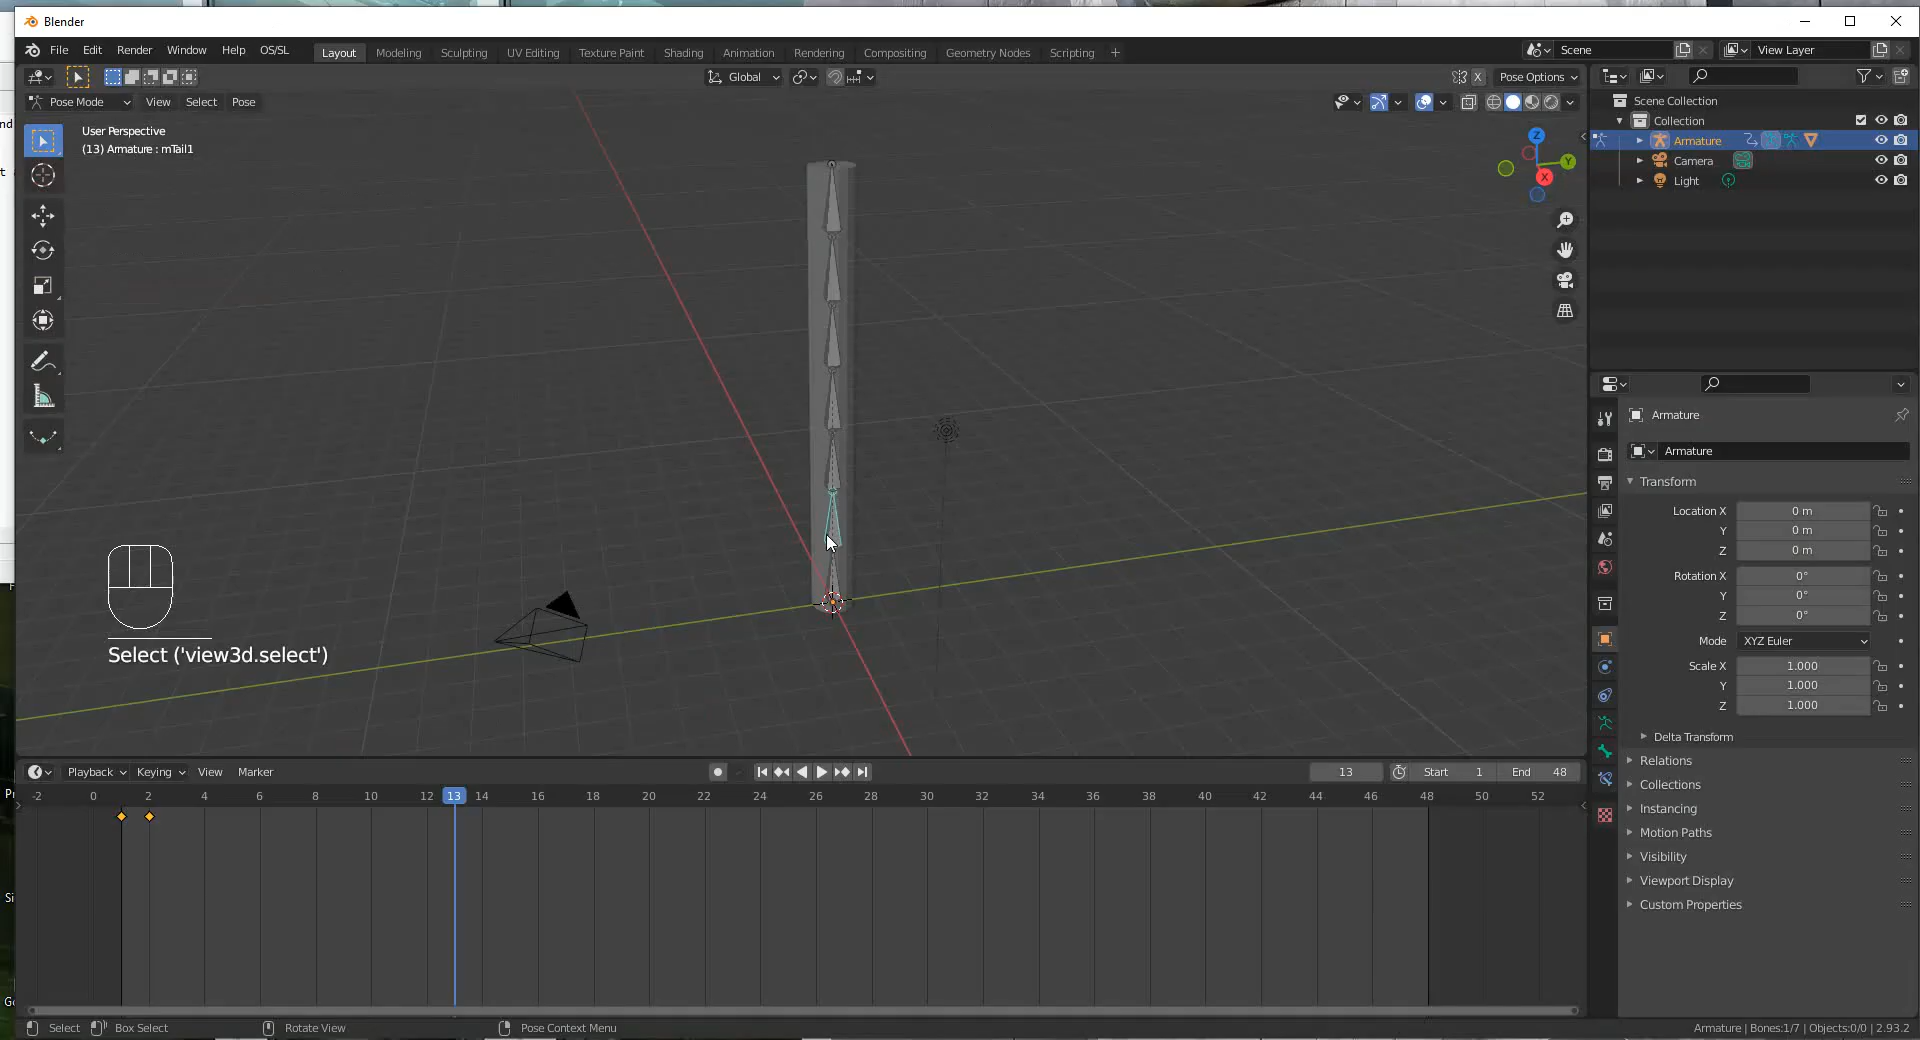 Blender
File Edit Render Window Help OS/SL
Layout Modeling Sculpting UV Editing Texture Paint Shading Animation Rendering Compositing Geometry Nodes Scripting +
Scene
View Layer
Global
X
Pose Options
Pose Mode View Select Pose
User Perspective
(13) Armature : mTail1
Z
Y
X
Select ('view3d.select')
Scene Collection
Collection
Armature
Camera
Light
Armature
Armature
Transform
Location X 0 m
Y 0 m
Z 0 m
Rotation X 0°
Y 0°
Z 0°
Mode XYZ Euler
Scale X 1.000
Y 1.000
Z 1.000
Delta Transform
Relations
Collections
Instancing
Motion Paths
Visibility
Viewport Display
Custom Properties
Playback Keying View Marker
13
Start 1
End 48
-2 0 2 4 6 8 10 12 13 14 16 18 20 22 24 26 28 30 32 34 36 38 40 42 44 46 48 50 52
Select Box Select Rotate View Pose Context Menu
Armature | Bones:1/7 | Objects:0/0 | 2.93.2